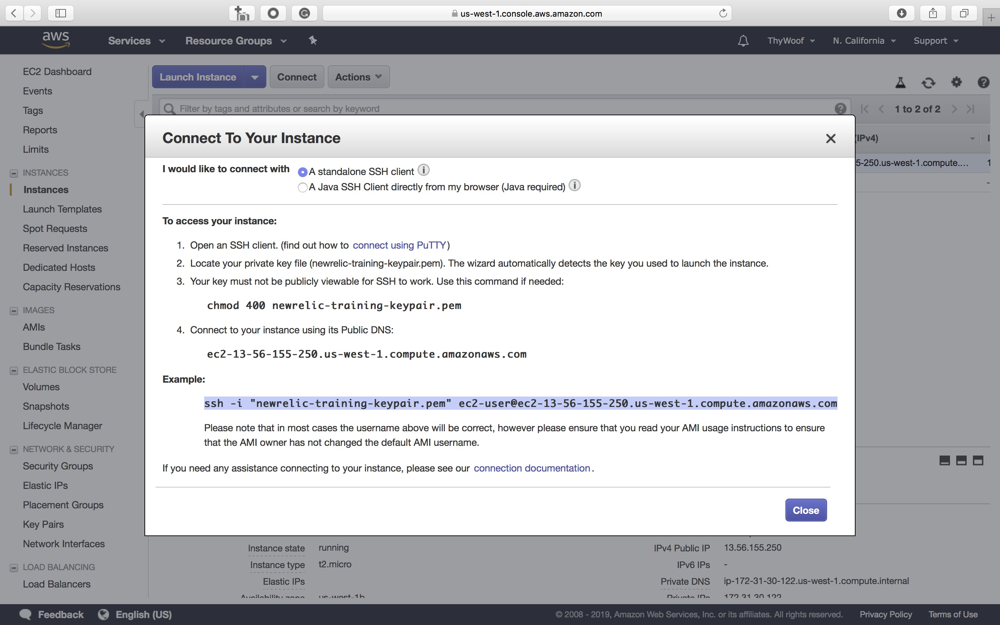 us-west-1.console.aws.amazon.com
aws
Services
Resource Groups
ThyWoof
N. California
Support
EC2 Dashboard
Events
Tags
Reports
Limits
INSTANCES
Instances
Launch Templates
Spot Requests
Reserved Instances
Dedicated Hosts
Capacity Reservations
IMAGES
AMIs
Bundle Tasks
ELASTIC BLOCK STORE
Volumes
Snapshots
Lifecycle Manager
NETWORK & SECURITY
Security Groups
Elastic IPs
Placement Groups
Key Pairs
Network Interfaces
LOAD BALANCING
Load Balancers
Launch Instance
Connect
Actions
Filter by tags and attributes or search by keyword
1 to 2 of 2
(IPv4)
5-250.us-west-1.compute....
1
-
Connect To Your Instance
I would like to connect with
A standalone SSH client
A Java SSH Client directly from my browser (Java required)
To access your instance:
1. Open an SSH client. (find out how to connect using PuTTY)
2. Locate your private key file (newrelic-training-keypair.pem). The wizard automatically detects the key you used to launch the instance.
3. Your key must not be publicly viewable for SSH to work. Use this command if needed:
chmod 400 newrelic-training-keypair.pem
4. Connect to your instance using its Public DNS:
ec2-13-56-155-250.us-west-1.compute.amazonaws.com
Example:
ssh -i "newrelic-training-keypair.pem" ec2-user@ec2-13-56-155-250.us-west-1.compute.amazonaws.com
Please note that in most cases the username above will be correct, however please ensure that you read your AMI usage instructions to ensure
that the AMI owner has not changed the default AMI username.
If you need any assistance connecting to your instance, please see our connection documentation.
Close
Instance state running
IPv4 Public IP 13.56.155.250
Instance type t2.micro
IPv6 IPs -
Elastic IPs
Private DNS ip-172-31-30-122.us-west-1.compute.internal
Availability zone us-west-1b
Private IPs 172.31.30.122
Feedback
English (US)
© 2008 - 2019, Amazon Web Services, Inc. or its affiliates. All rights reserved.
Privacy Policy
Terms of Use